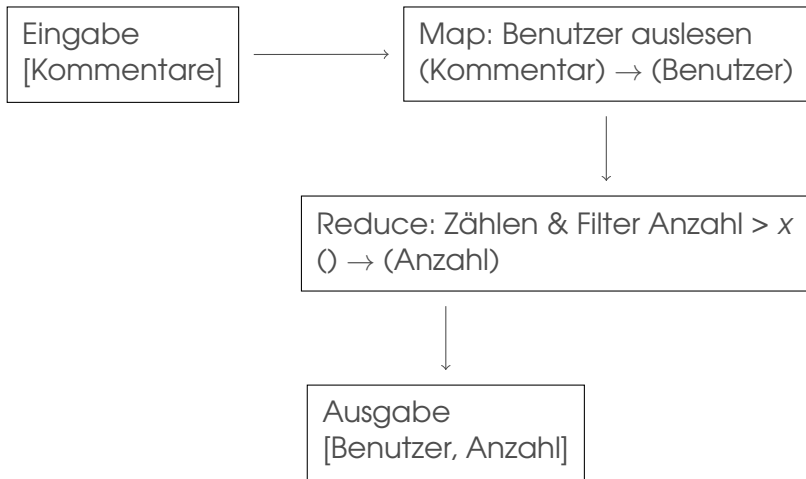 Eingabe
[Kommentare]
Map: Benutzer auslesen
(Kommentar) → (Benutzer)
Reduce: Zählen & Filter Anzahl > x
() → (Anzahl)
Ausgabe
[Benutzer, Anzahl]